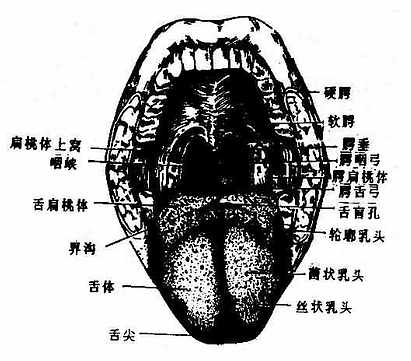 硬腭
软腭
扁桃体上窝
腭垂
咽峡
腭咽弓
腭扁桃体
腭舌弓
舌扁桃体
舌盲孔
界沟
轮廓乳头
舌体
菌状乳头
丝状乳头
舌尖